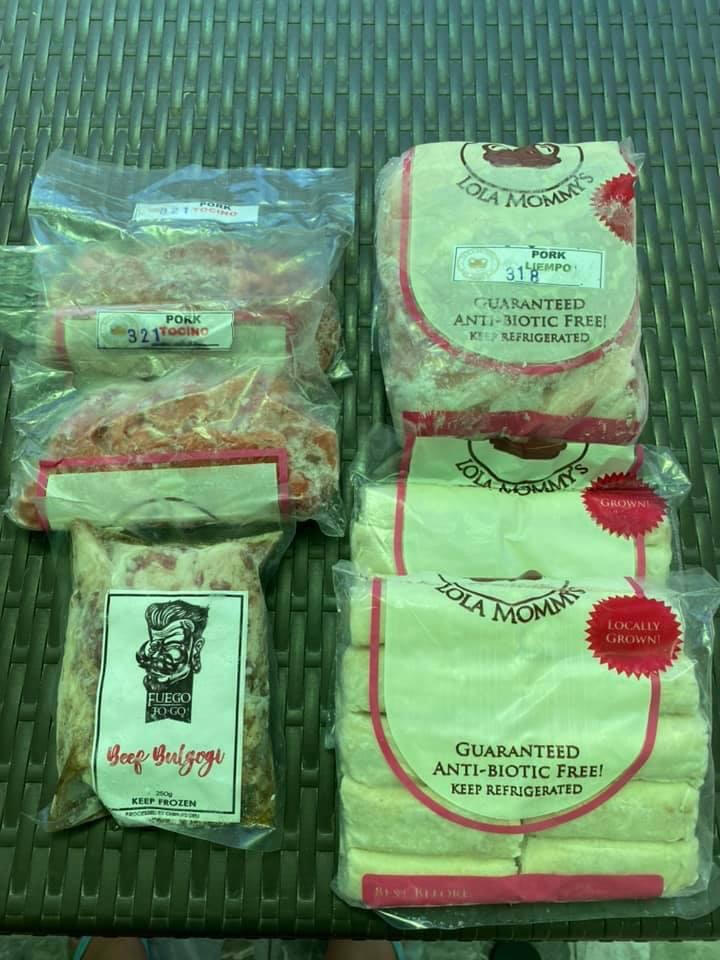 PORK
321 TOCINO
PORK
321 TOCINO
LOLA MOMMY'S
PORK
LIEMPO
318
GUARANTEED
ANTI-BIOTIC FREE!
KEEP REFRIGERATED
LOLA MOMMY'S
GROWN!
LOLA MOMMY'S
LOCALLY
GROWN!
GUARANTEED
ANTI-BIOTIC FREE!
KEEP REFRIGERATED
BEST BEFORE
FUEGO
TO-GO
Beef Bulgogi
250g
KEEP FROZEN